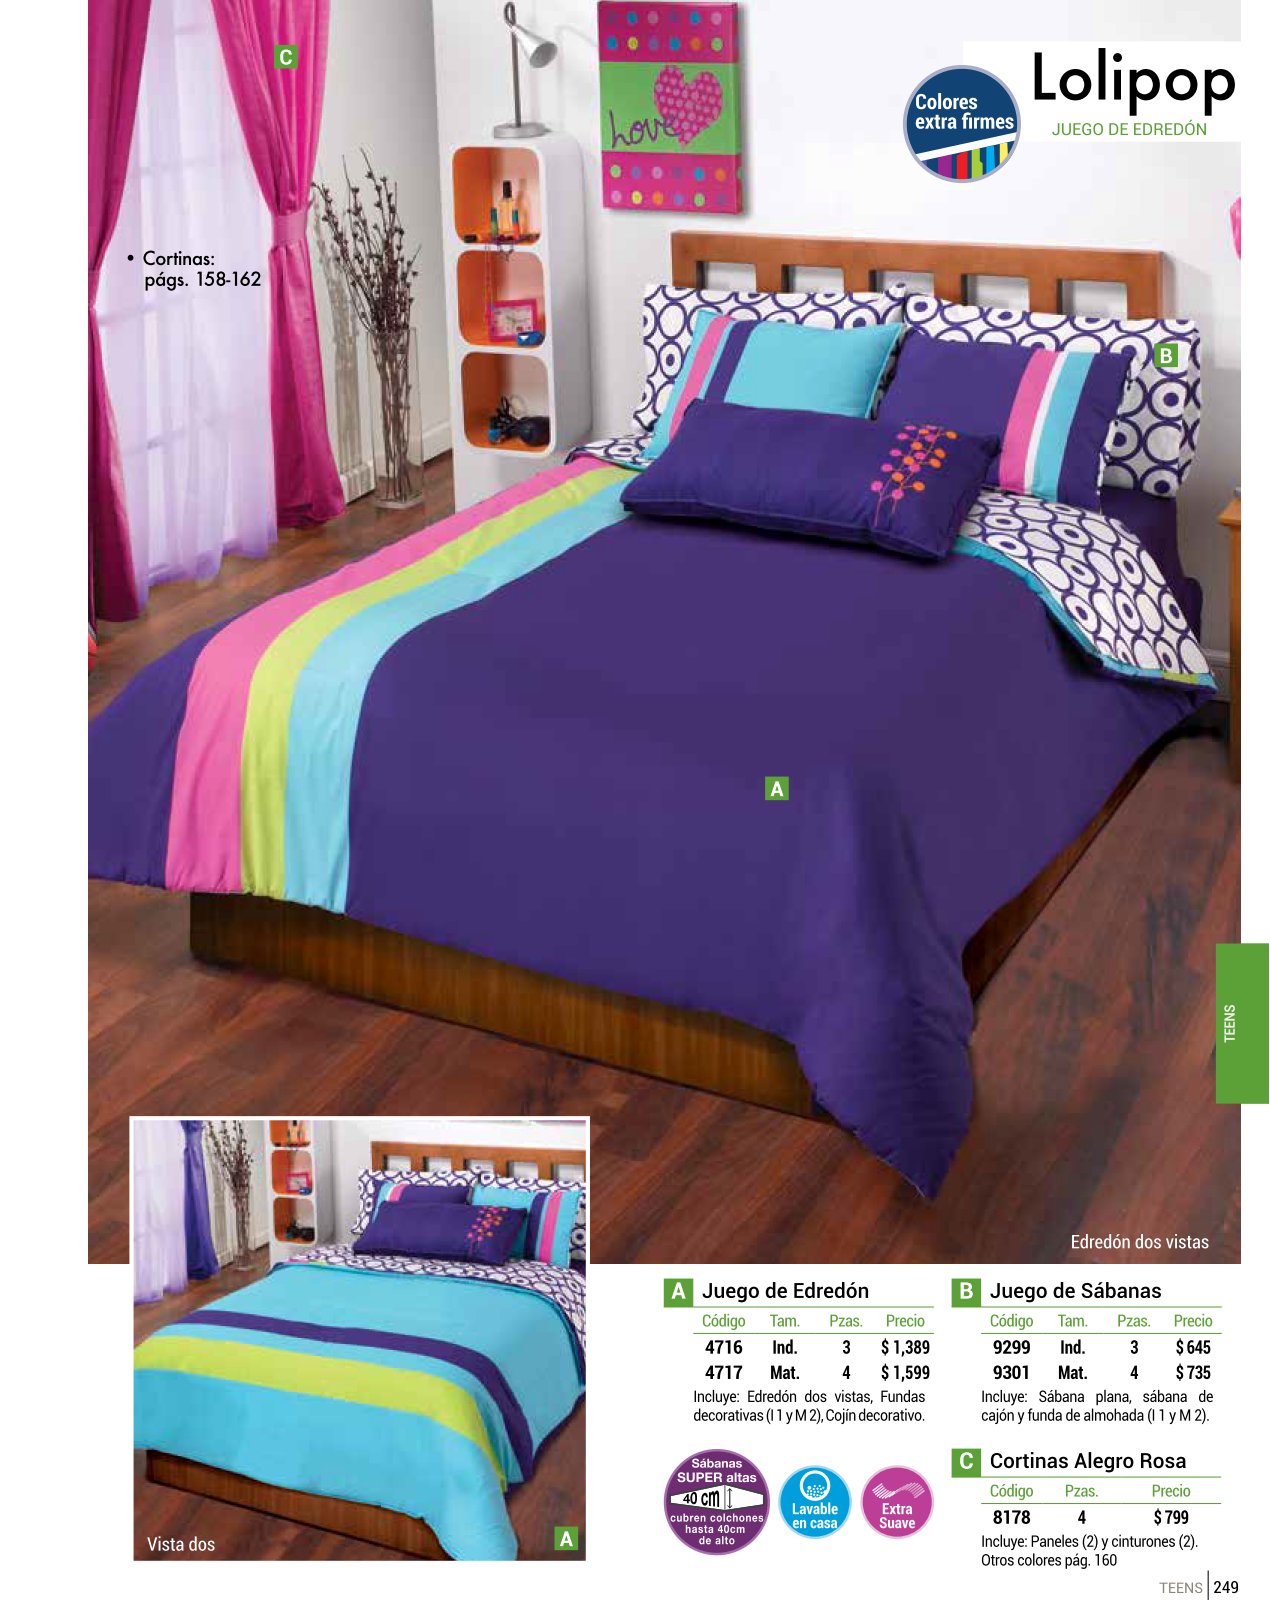 C
Colores
extra firmes
Lolipop
JUEGO DE EDREDÓN
love
• Cortinas:
págs. 158-162
B
A
TEENS
Edredón dos vistas
Vista dos
A
A Juego de Edredón
Código Tam. Pzas. Precio
4716 Ind. 3 $ 1,389
4717 Mat. 4 $ 1,599
Incluye: Edredón dos vistas, Fundas
decorativas (I 1 y M 2), Cojín decorativo.
B Juego de Sábanas
Código Tam. Pzas. Precio
9299 Ind. 3 $ 645
9301 Mat. 4 $ 735
Incluye: Sábana plana, sábana de
cajón y funda de almohada (I 1 y M 2).
Sábanas
SUPER altas
40 cm
cubren colchones
hasta 40cm
de alto
Lavable
en casa
Extra
Suave
C Cortinas Alegro Rosa
Código Pzas. Precio
8178 4 $ 799
Incluye: Paneles (2) y cinturones (2).
Otros colores pág. 160
TEENS 249